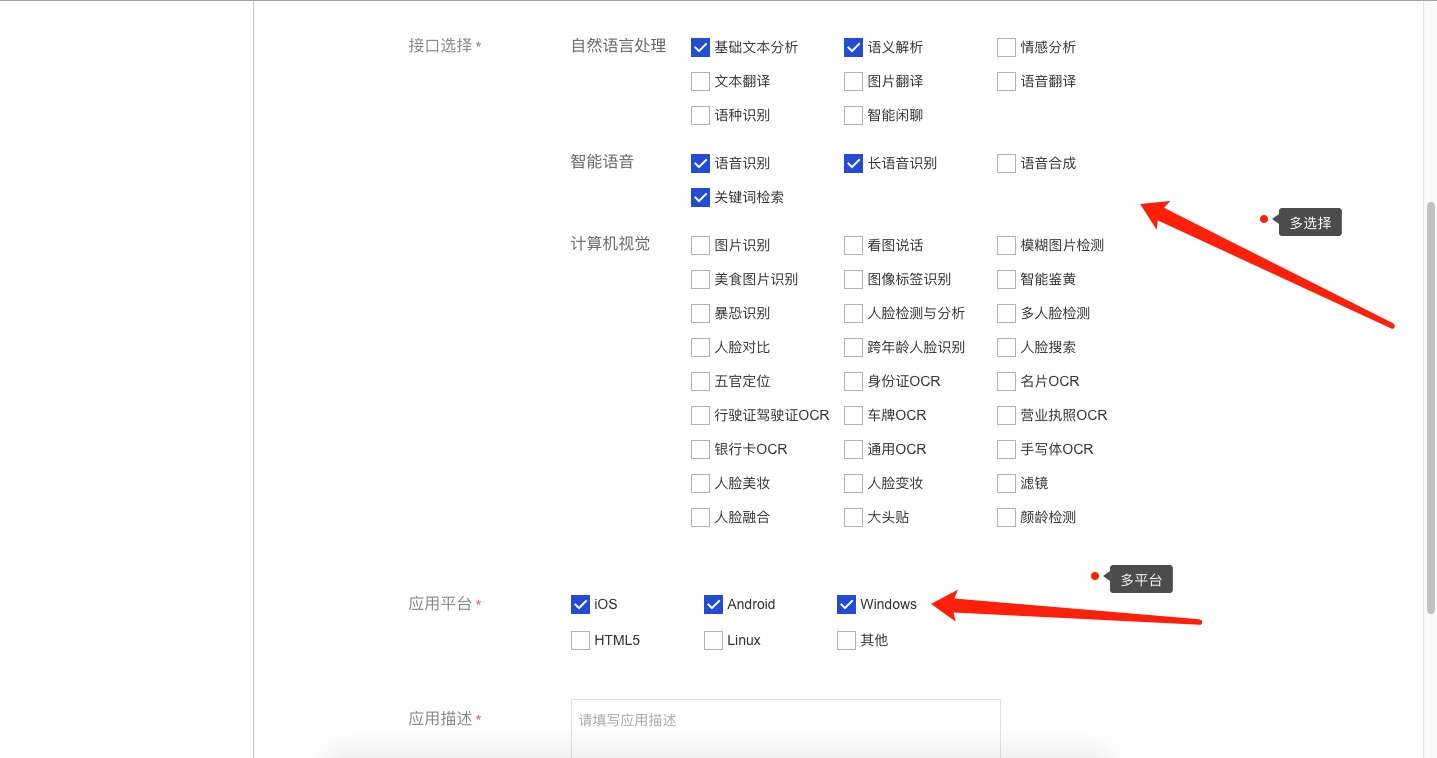 接口选择 * 自然语言处理 基础文本分析 语义解析 情感分析
文本翻译 图片翻译 语音翻译
语种识别 智能闲聊
智能语音 语音识别 长语音识别 语音合成
关键词检索
多选择
计算机视觉 图片识别 看图说话 模糊图片检测
美食图片识别 图像标签识别 智能鉴黄
暴恐识别 人脸检测与分析 多人脸检测
人脸对比 跨年龄人脸识别 人脸搜索
五官定位 身份证OCR 名片OCR
行驶证驾驶证OCR 车牌OCR 营业执照OCR
银行卡OCR 通用OCR 手写体OCR
人脸美妆 人脸变妆 滤镜
人脸融合 大头贴 颜龄检测
多平台
应用平台 * iOS Android Windows
HTML5 Linux 其他
应用描述 * 请填写应用描述